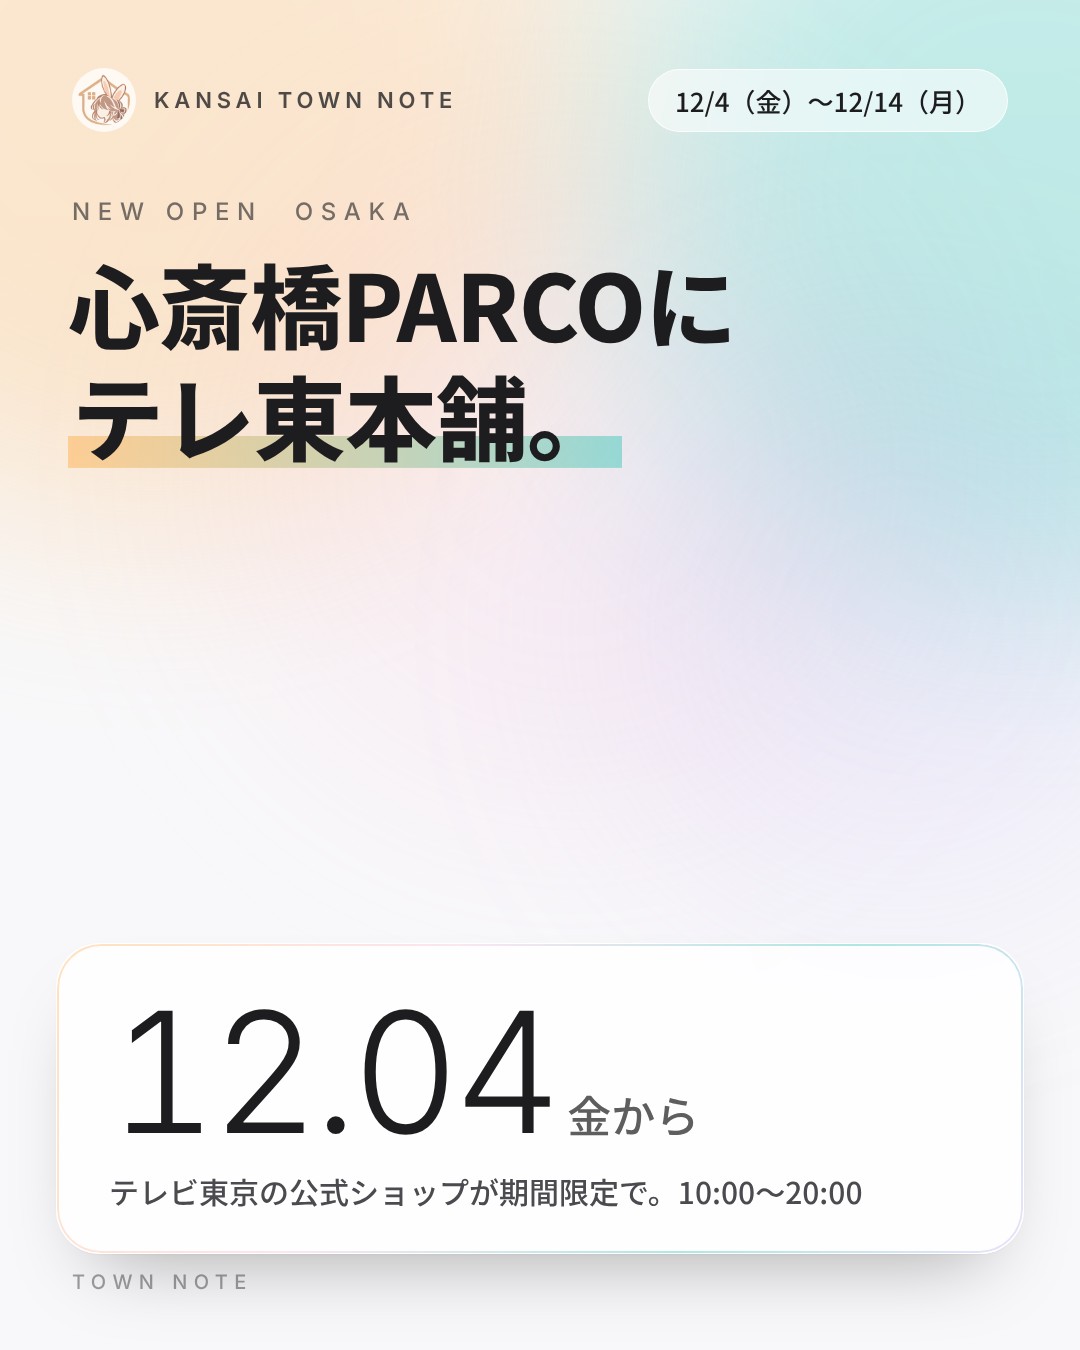 KANSAI TOWN NOTE
12/4（金）〜12/14（月）
NEW OPEN OSAKA
心斎橋PARCOに
テレ東本舗。
12.04 金から
テレビ東京の公式ショップが期間限定で。10:00〜20:00
TOWN NOTE